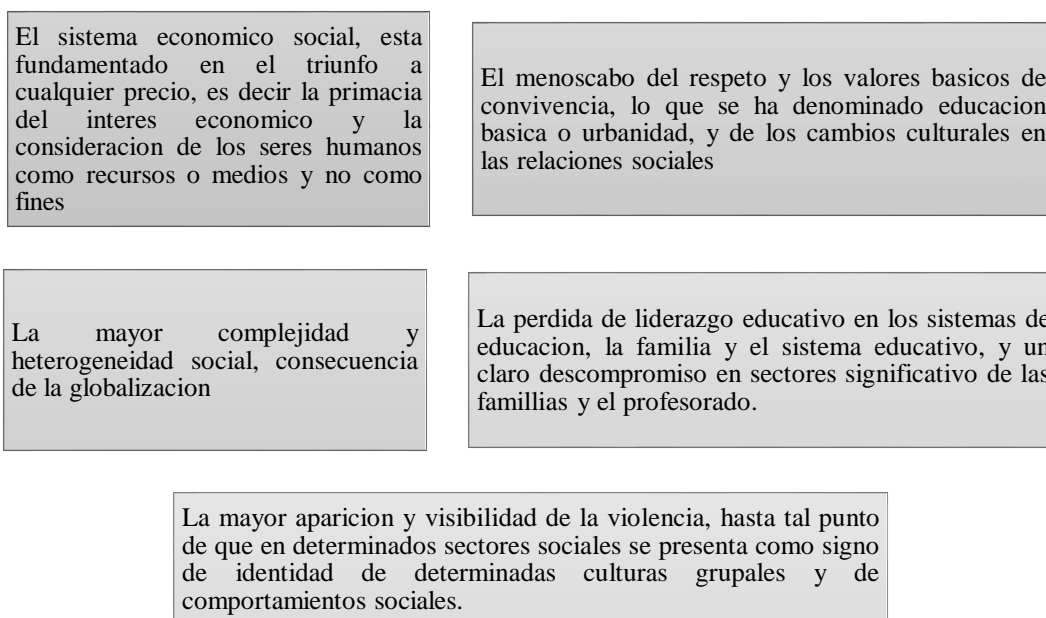 El sistema economico social, esta
fundamentado en el triunfo a
cualquier precio, es decir la primacia
del interes economico y la
consideracion de los seres humanos
como recursos o medios y no como
fines
El menoscabo del respeto y los valores basicos de
convivencia, lo que se ha denominado educacion
basica o urbanidad, y de los cambios culturales en
las relaciones sociales
La mayor complejidad y
heterogeneidad social, consecuencia
de la globalizacion
La perdida de liderazgo educativo en los sistemas de
educacion, la familia y el sistema educativo, y un
claro descompromiso en sectores significativo de las
famillias y el profesorado.
La mayor aparicion y visibilidad de la violencia, hasta tal punto
de que en determinados sectores sociales se presenta como signo
de identidad de determinadas culturas grupales y de
comportamientos sociales.